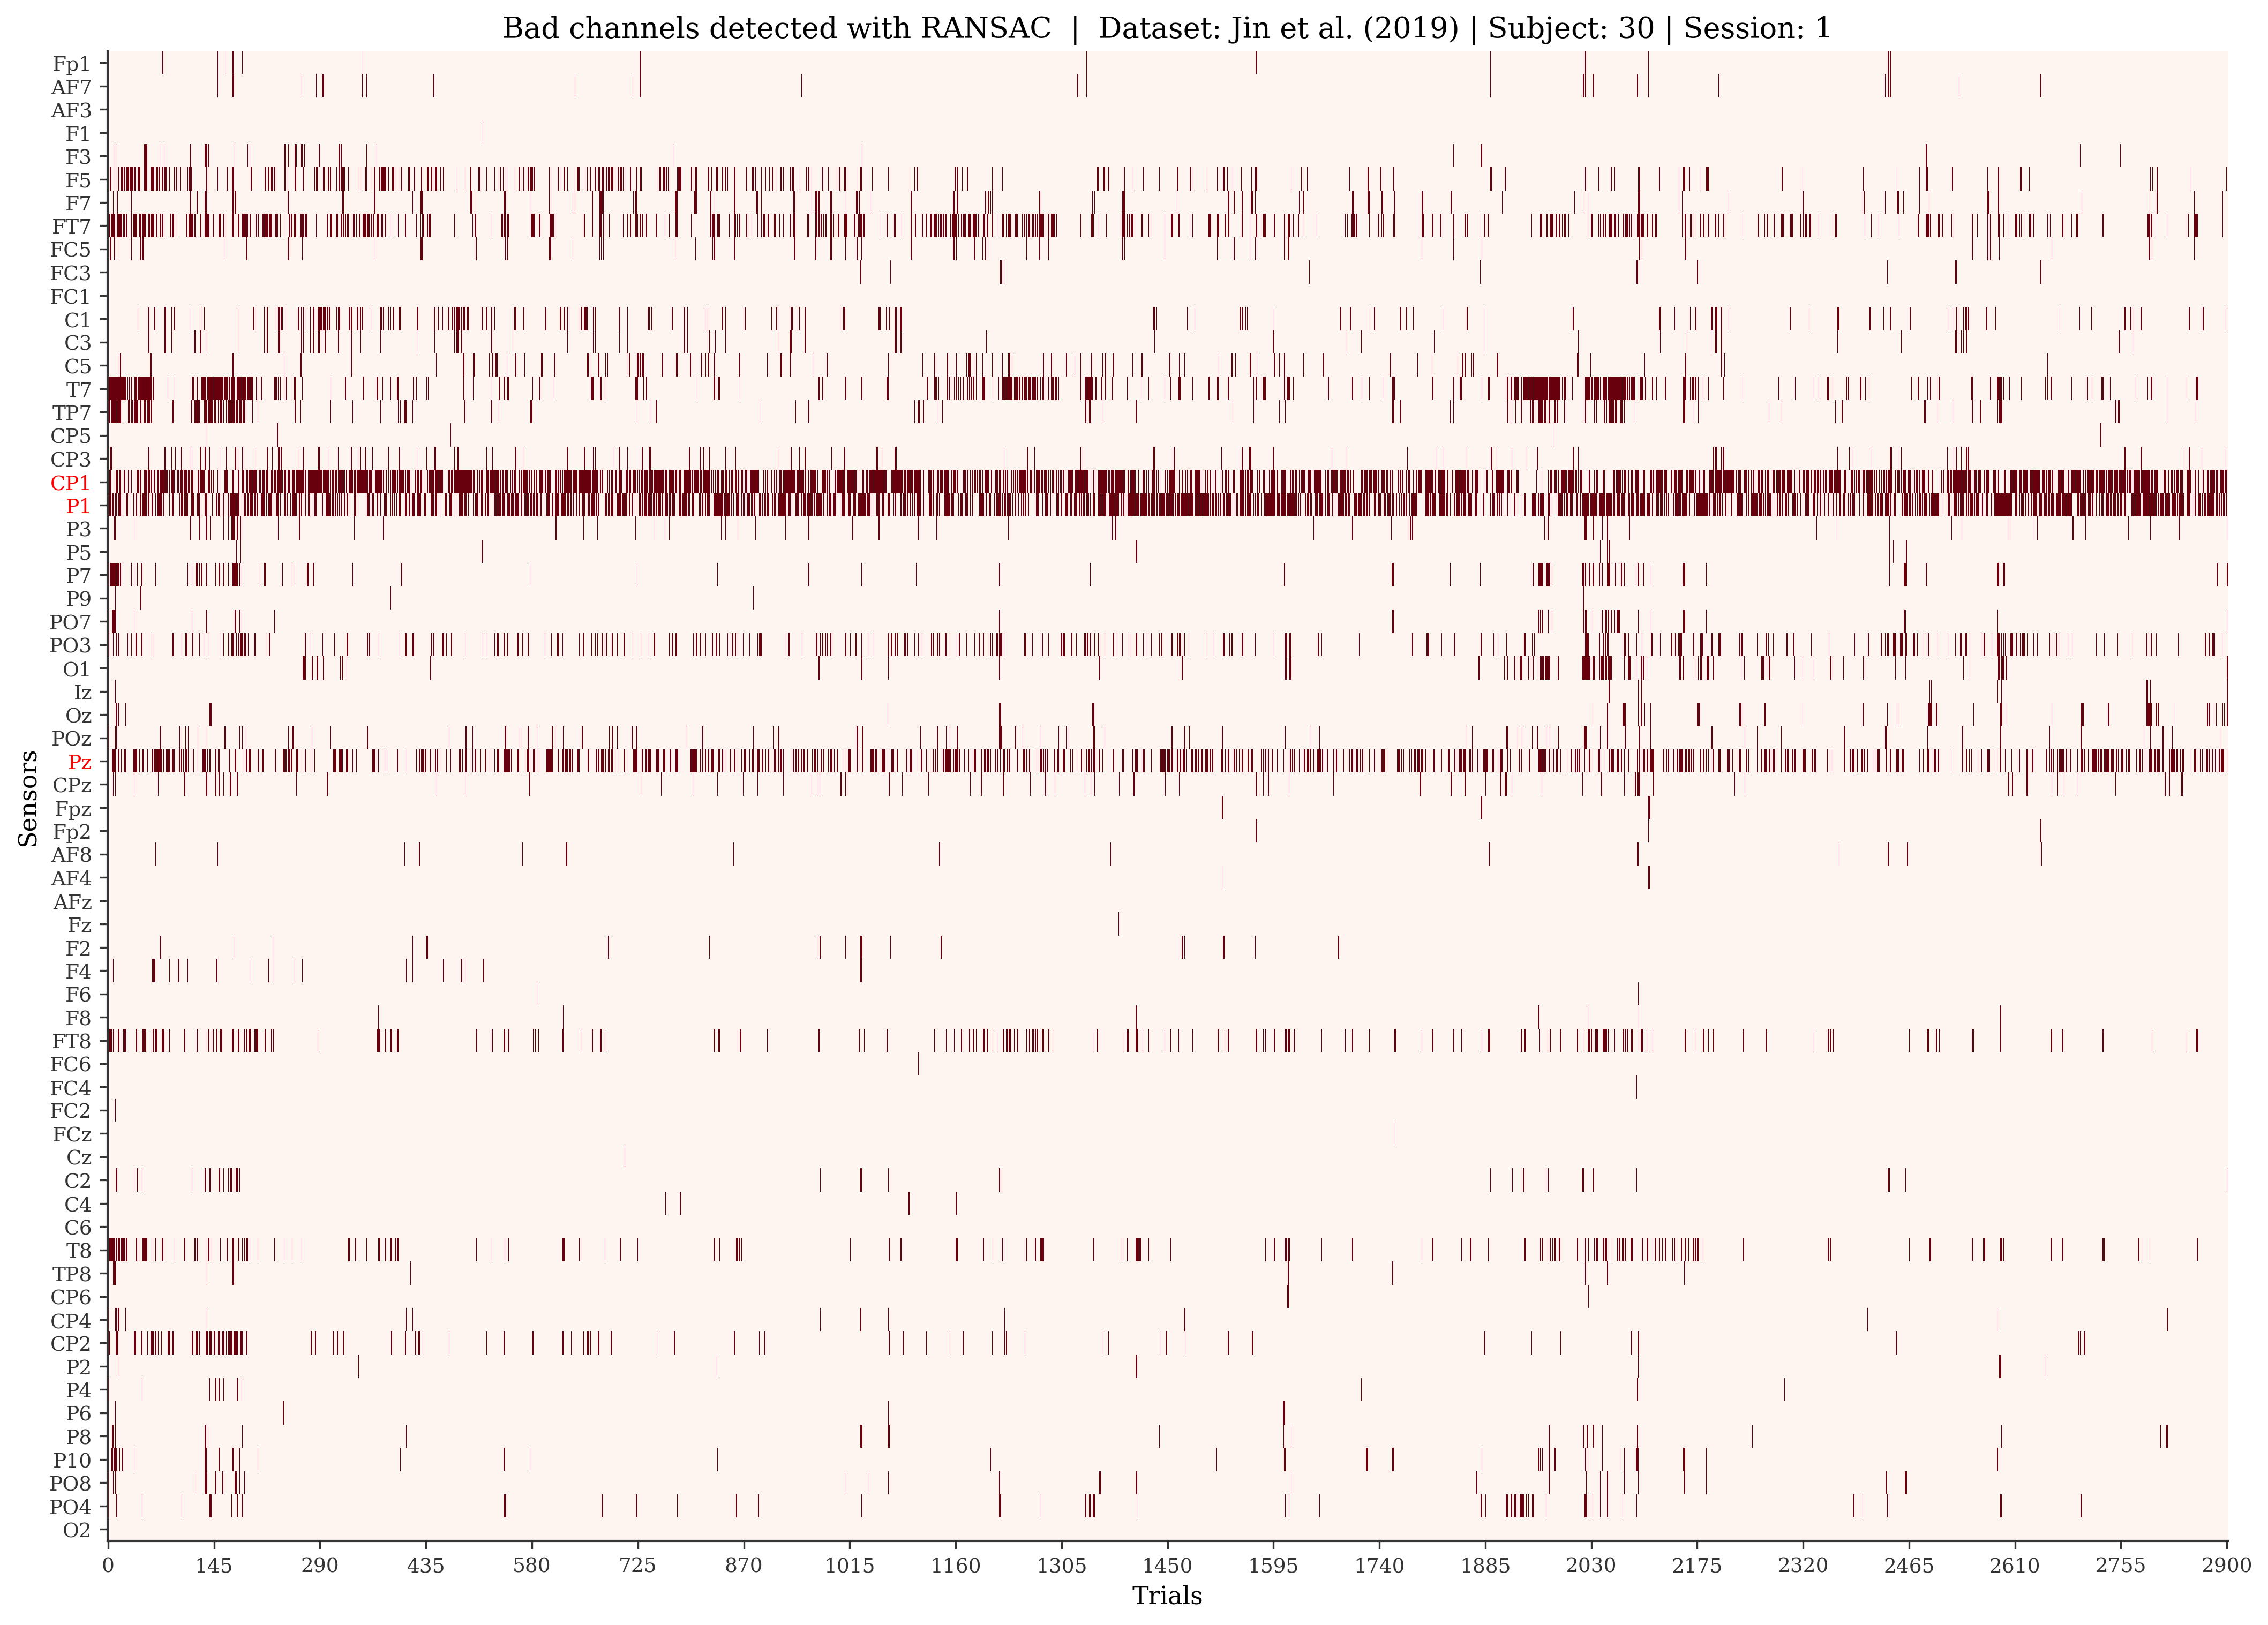 Bad channels detected with RANSAC | Dataset: Jin et al. (2019) | Subject: 30 | Session: 1
Sensors
Fp1
AF7
AF3
F1
F3
F5
F7
FT7
FC5
FC3
FC1
C1
C3
C5
T7
TP7
CP5
CP3
CP1
P1
P3
P5
P7
P9
PO7
PO3
O1
Iz
Oz
POz
Pz
CPz
Fpz
Fp2
AF8
AF4
AFz
Fz
F2
F4
F6
F8
FT8
FC6
FC4
FC2
FCz
Cz
C2
C4
C6
T8
TP8
CP6
CP4
CP2
P2
P4
P6
P8
P10
PO8
PO4
O2
0 145 290 435 580 725 870 1015 1160 1305 1450 1595 1740 1885 2030 2175 2320 2465 2610 2755 2900
Trials